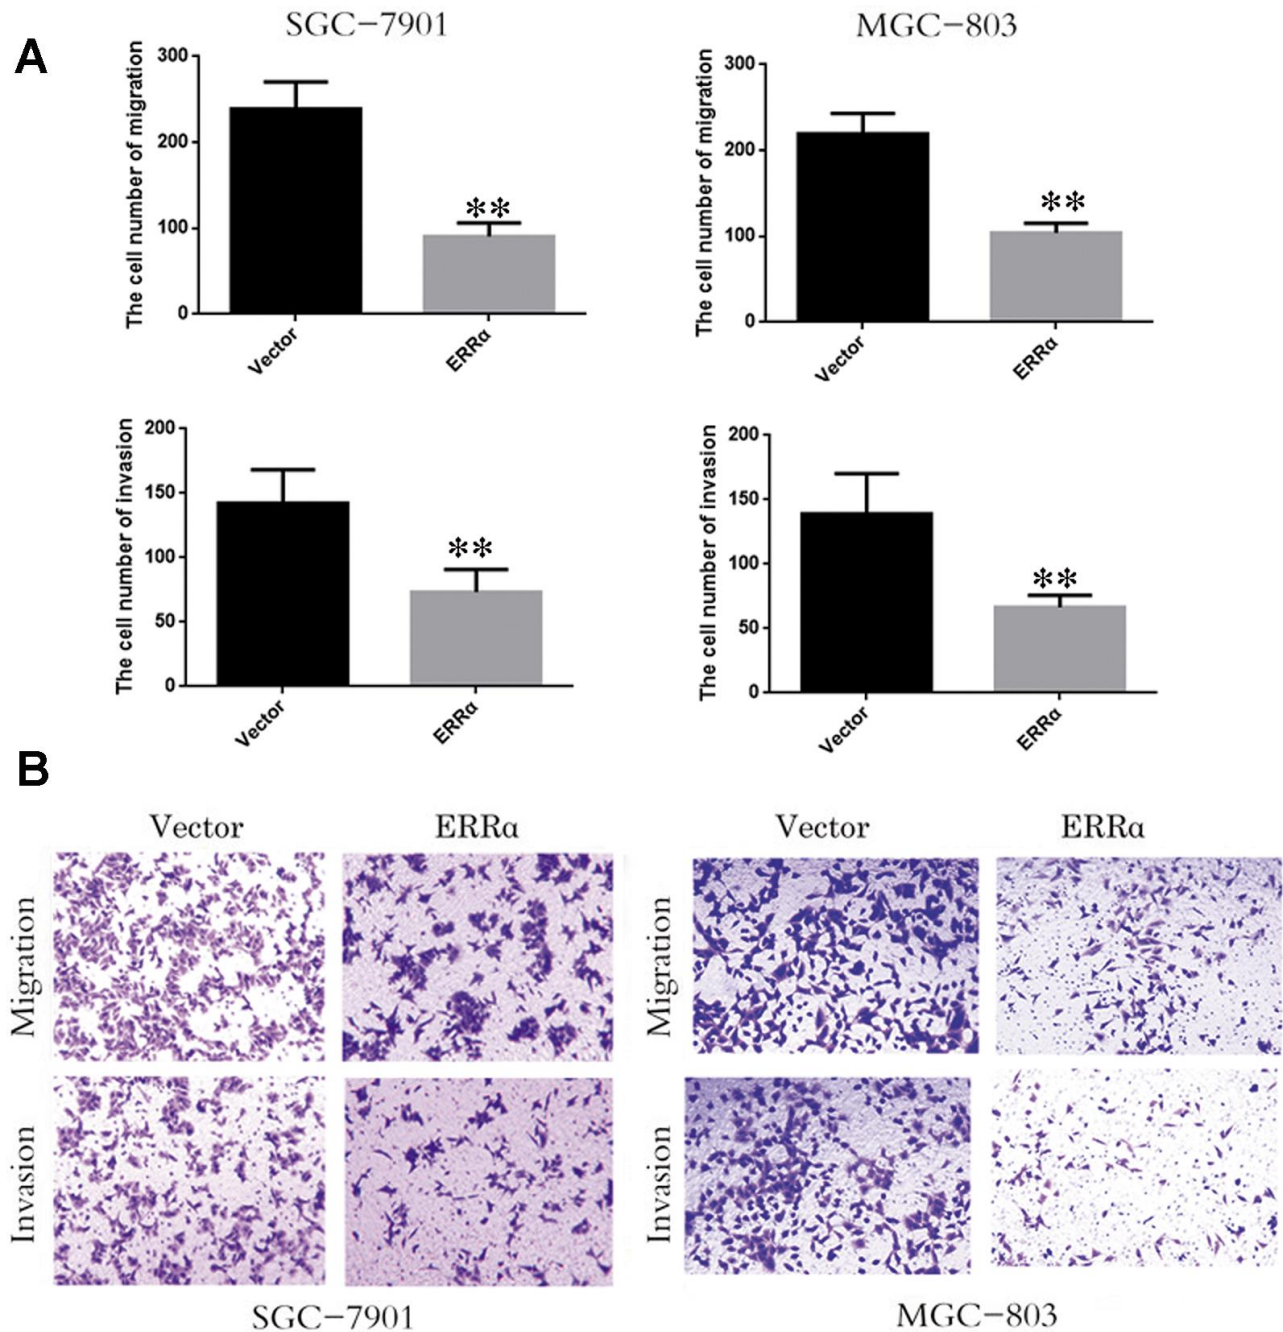 A
SGC-7901
MGC-803
The cell number of migration
300
200
100
0
**
Vector
ERRα
The cell number of migration
300
200
100
0
**
Vector
ERRα
The cell number of invasion
200
150
100
50
0
**
Vector
ERRα
The cell number of invasion
200
150
100
50
0
**
Vector
ERRα
B
Vector
ERRα
Vector
ERRα
Migration
Migration
Invasion
Invasion
SGC-7901
MGC-803